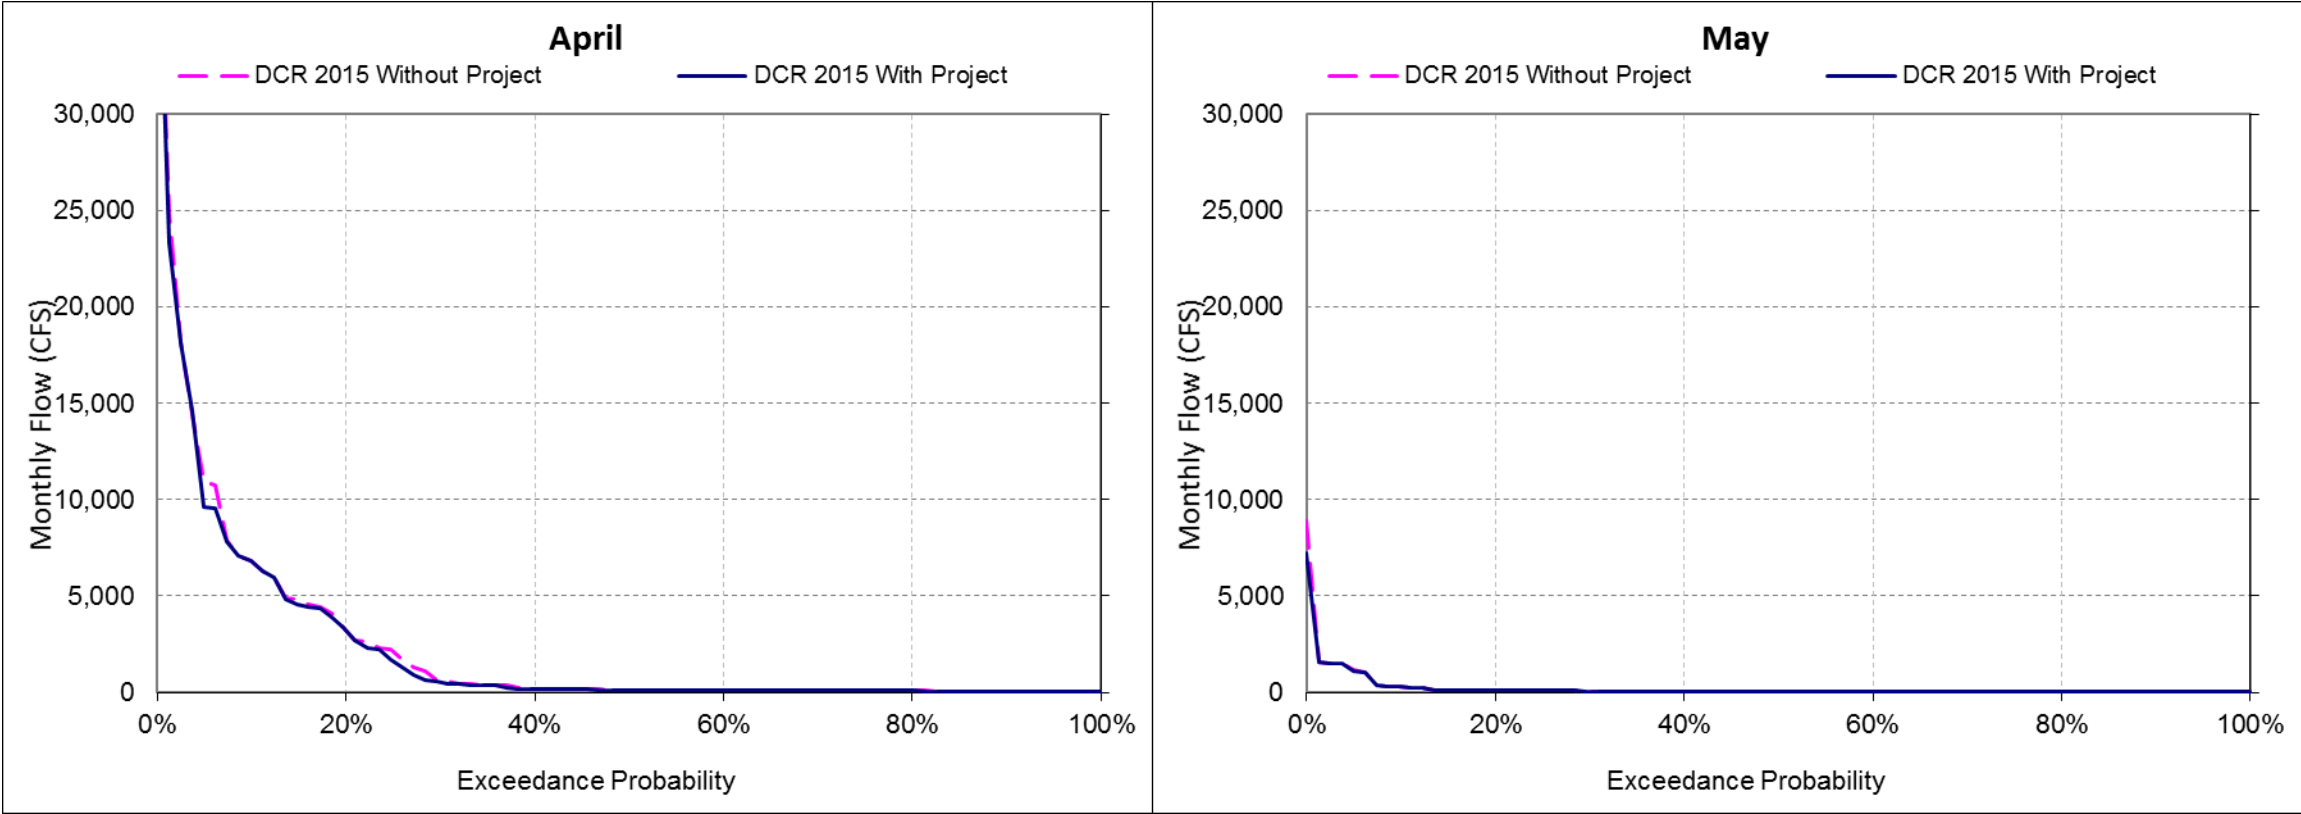 April
DCR 2015 Without Project
DCR 2015 With Project
30,000
25,000
20,000
15,000
10,000
5,000
0
Monthly Flow (CFS)
0% 20% 40% 60% 80% 100%
Exceedance Probability
May
DCR 2015 Without Project
DCR 2015 With Project
30,000
25,000
20,000
15,000
10,000
5,000
0
Monthly Flow (CFS)
0% 20% 40% 60% 80% 100%
Exceedance Probability